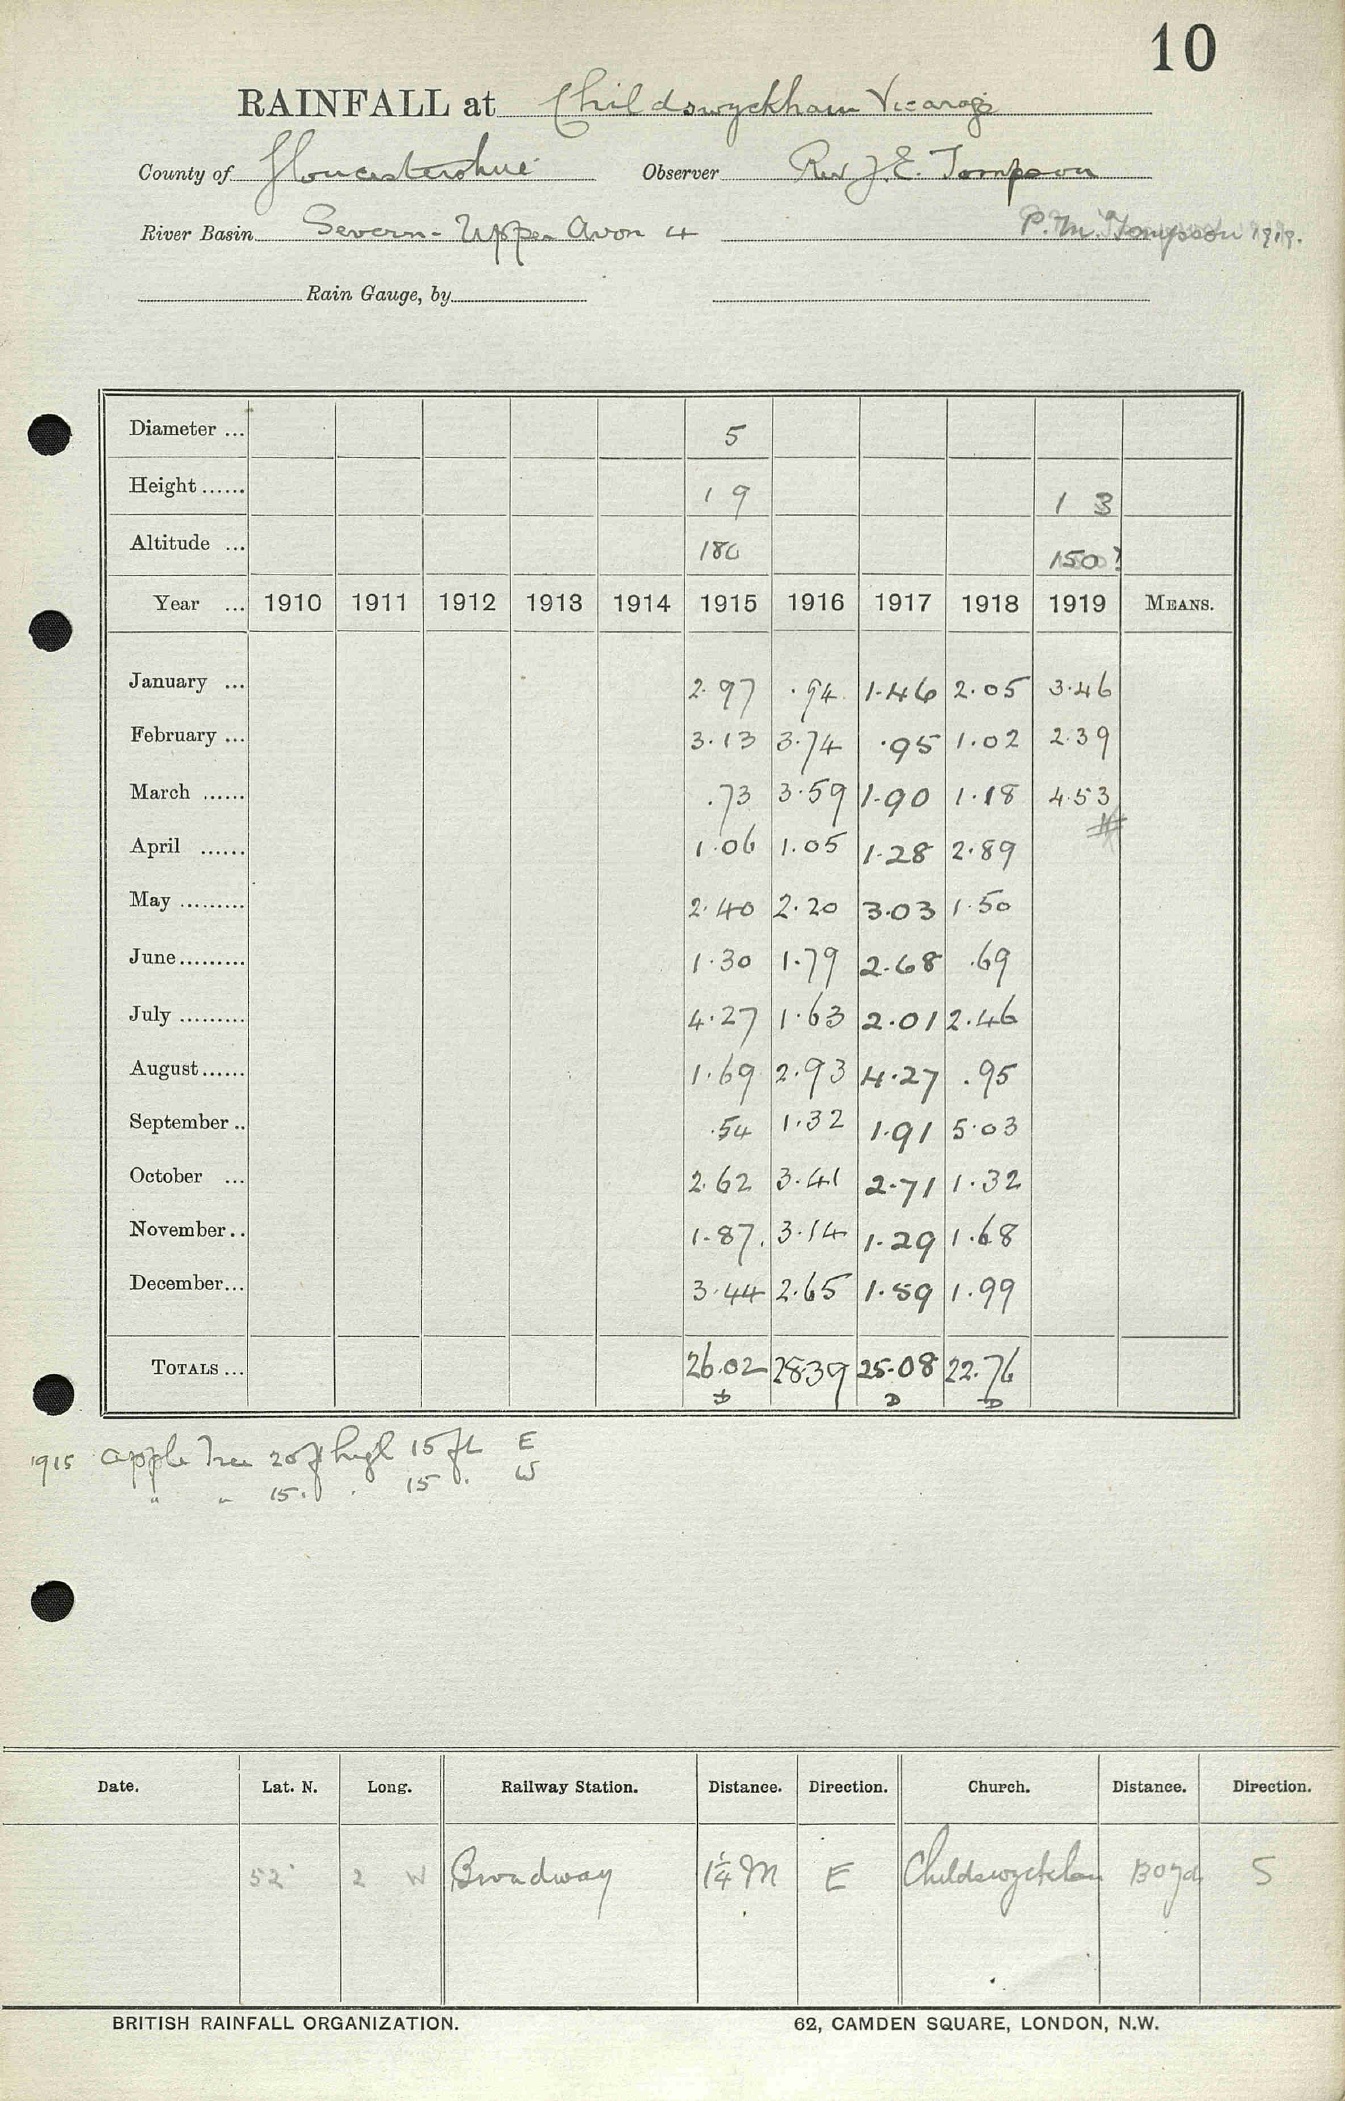 10
RAINFALL at Childswyckham Vicarage
County of Gloucestershire Observer Rev J. E. Tompson
River Basin Severn - Upper Avon 4 P. M. Tompson 1919.
Rain Gauge, by
Diameter ... 5
Height ...... 1 9 1 3
Altitude ... 180 150?
Year ... 1910 1911 1912 1913 1914 1915 1916 1917 1918 1919 MEANS.
January ... 2.97 .94 1.46 2.05 3.46
February ... 3.13 3.74 .95 1.02 2.39
March ...... .73 3.59 1.90 1.18 4.53
April ...... 1.06 1.05 1.28 2.89
May ......... 2.40 2.20 3.03 1.50
June ......... 1.30 1.79 2.68 .69
July ......... 4.27 1.63 2.01 2.46
August ...... 1.69 2.93 4.27 .95
September .. .54 1.32 1.91 5.03
October ... 2.62 3.41 2.71 1.32
November .. 1.87. 3.14 1.29 1.68
December ... 3.44 2.65 1.59 1.99
TOTALS ... 26.02 28.39 25.08 22.76
D D D
1915 apple Tree 20 ft high 15 ft E
" " 15. . 15 . W
Date. Lat. N. Long. Railway Station. Distance. Direction. Church. Distance. Direction.
52° 2 W Broadway 1¼ M E 130 yd S
BRITISH RAINFALL ORGANIZATION. 62, CAMDEN SQUARE, LONDON, N.W.